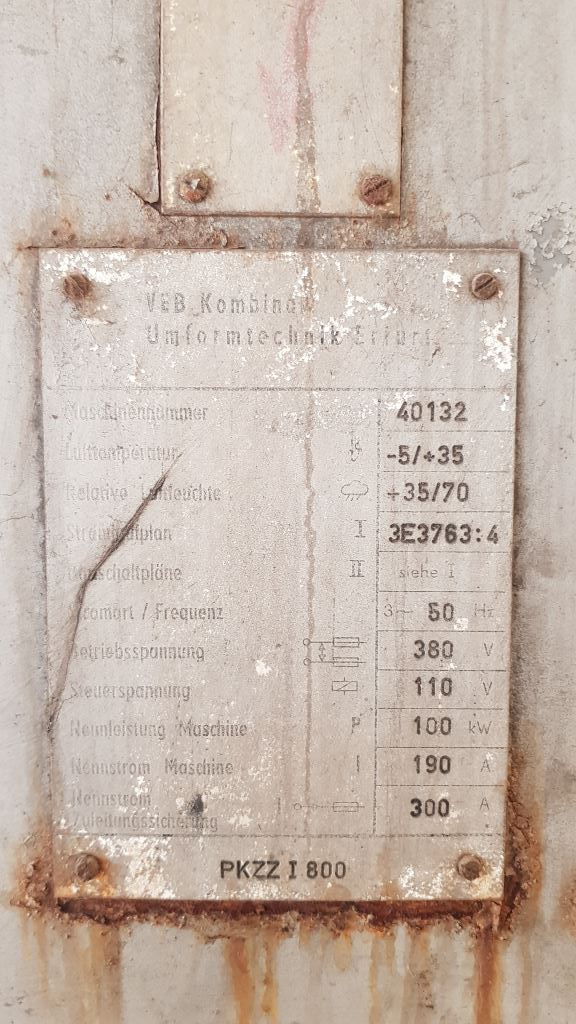 VEB Kombinat
Umformtechnik Erfurt
Maschinennummer 40132
Lufttemperatur -5/+35
Relative Luftfeuchte +35/70
Stromlaufplan I 3E3763:4
Bauschaltpläne II siehe I
Stromart / Frequenz 3~ 50 Hz
Betriebsspannung 380 V
Steuerspannung 110 V
Nennleistung Maschine P 100 kW
Nennstrom Maschine I 190 A
Nennstrom
Zuleitungssicherung I 300 A
PKZZ I 800